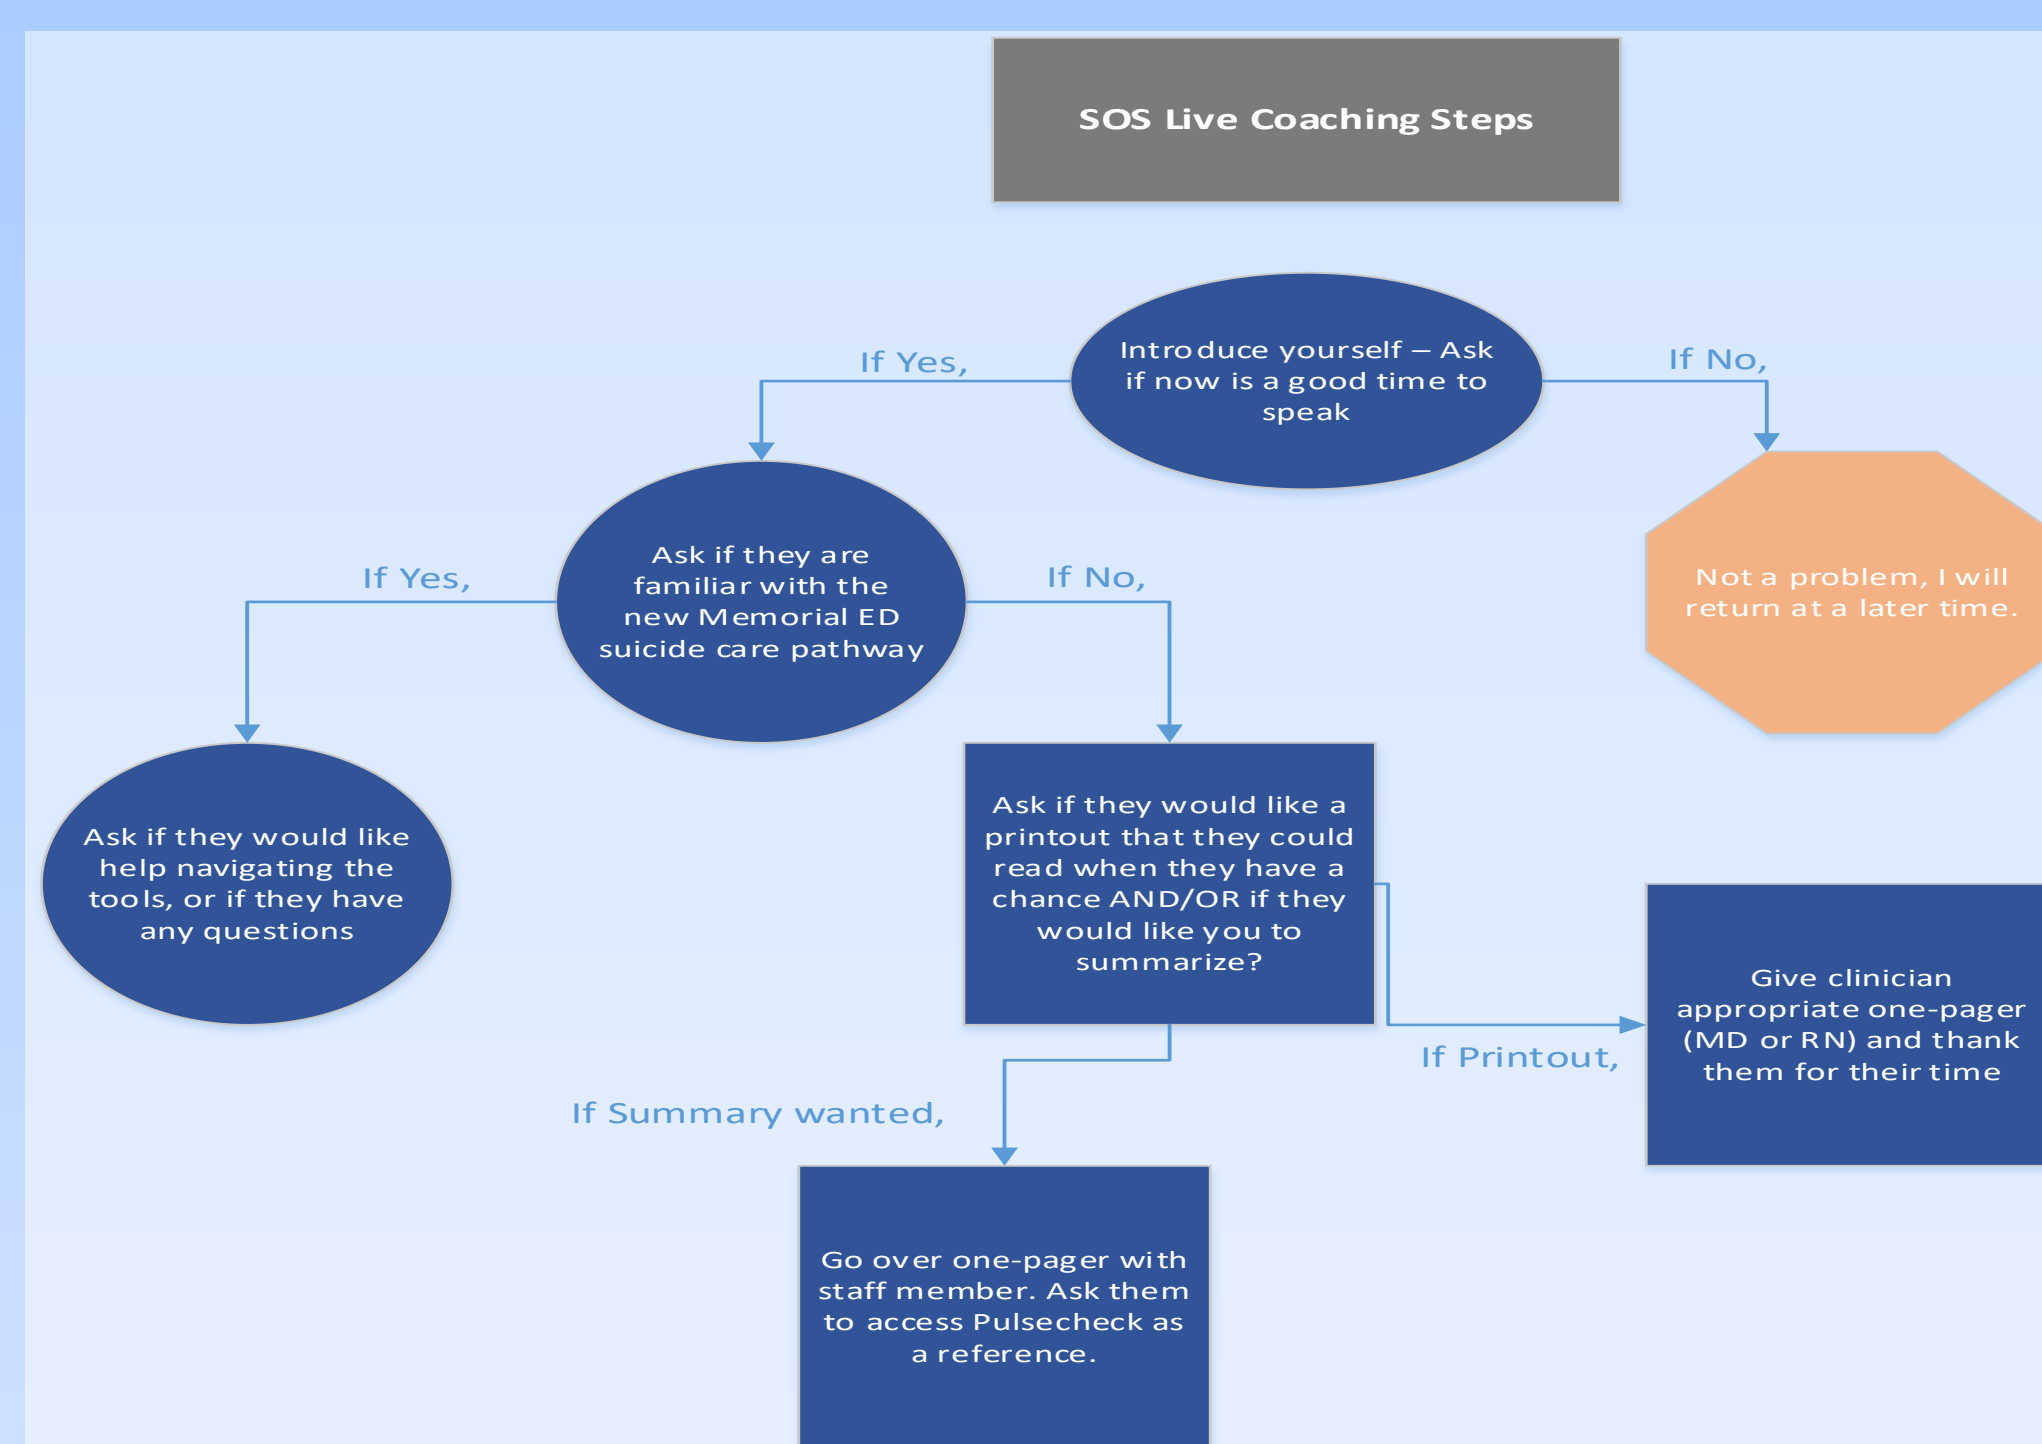 SOS Live Coaching Steps
If Yes,
Introduce yourself – Ask
if now is a good time to
speak
If No,
Ask if they are
familiar with the
new Memorial ED
suicide care pathway
If Yes,
If No,
Not a problem, I will
return at a later time.
Ask if they would like
help navigating the
tools, or if they have
any questions
Ask if they would like a
printout that they could
read when they have a
chance AND/OR if they
would like you to
summarize?
Give clinician
appropriate one-pager
(MD or RN) and thank
them for their time
If Printout,
If Summary wanted,
Go over one-pager with
staff member. Ask them
to access Pulsecheck as
a reference.